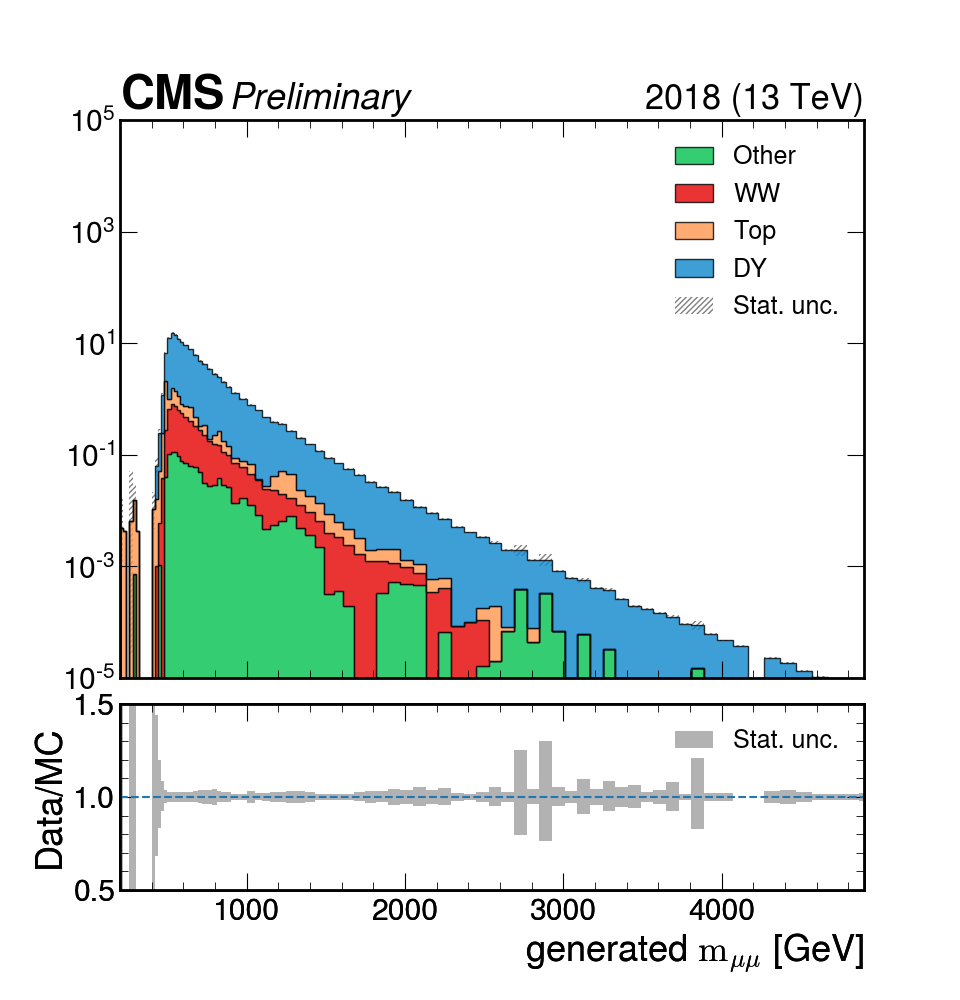 CMS Preliminary 2018 (13 TeV)
10^5
10^3
10^1
10^-1
10^-3
10^-5
Other
WW
Top
DY
Stat. unc.
1.5
1.0
0.5
Data/MC
Stat. unc.
1000 2000 3000 4000
generated m_μμ [GeV]